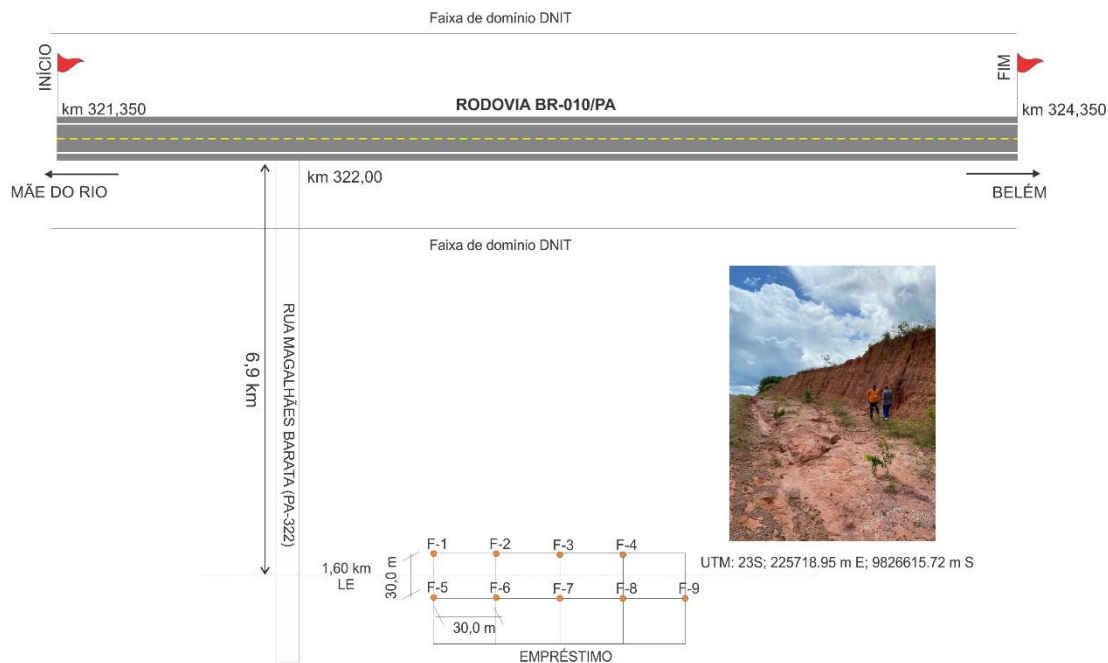 Faixa de domínio DNIT
INÍCIO
FIM
km 321,350
RODOVIA BR-010/PA
km 324,350
MÃE DO RIO
km 322,00
BELÉM
Faixa de domínio DNIT
6,9 km
RUA MAGALHÃES BARATA (PA-322)
F-1
F-2
F-3
F-4
UTM: 23S; 225718.95 m E; 9826615.72 m S
1,60 km
LE
30,0 m
F-5
F-6
F-7
F-8
F-9
30,0 m
EMPRÉSTIMO